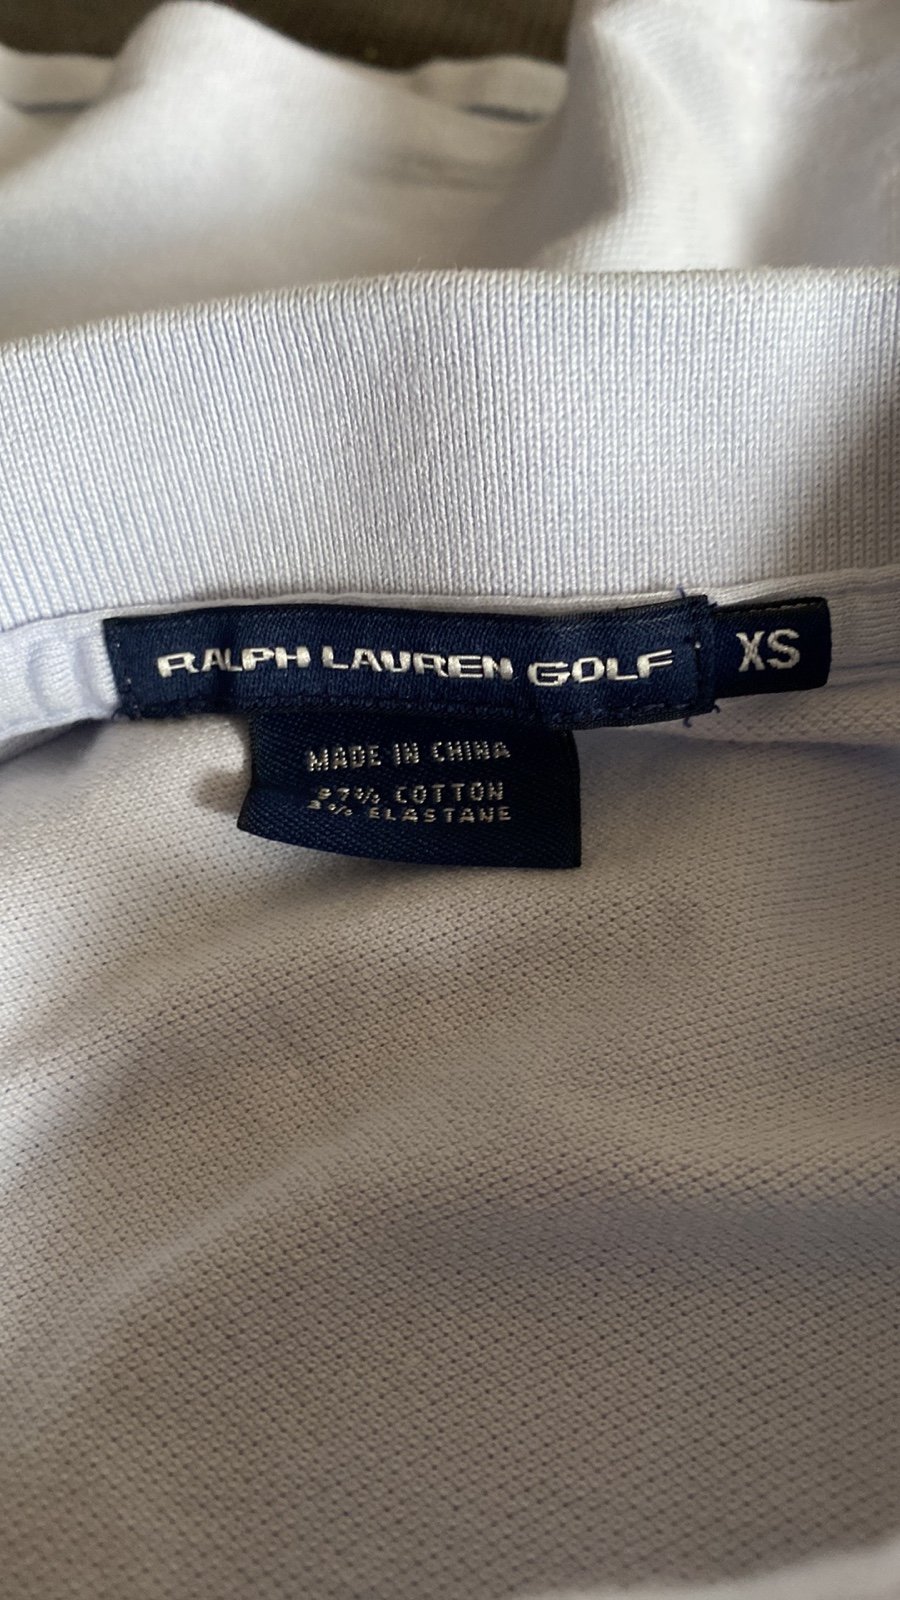 RALPH LAUREN GOLF XS
MADE IN CHINA
97% COTTON
3% ELASTANE